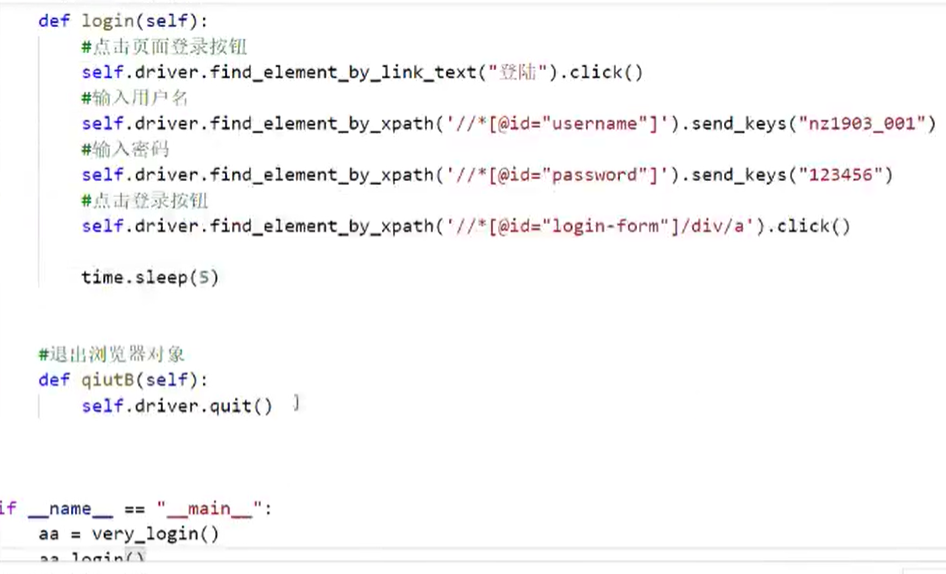 def login(self):
#点击页面登录按钮
self.driver.find_element_by_link_text("登陆").click()
#输入用户名
self.driver.find_element_by_xpath('//*[@id="username"]').send_keys("nz1903_001")
#输入密码
self.driver.find_element_by_xpath('//*[@id="password"]').send_keys("123456")
#点击登录按钮
self.driver.find_element_by_xpath('//*[@id="login-form"]/div/a').click()
time.sleep(5)
#退出浏览器对象
def qiutB(self):
self.driver.quit()
if __name__ == "__main__":
aa = very_login()
aa.login()